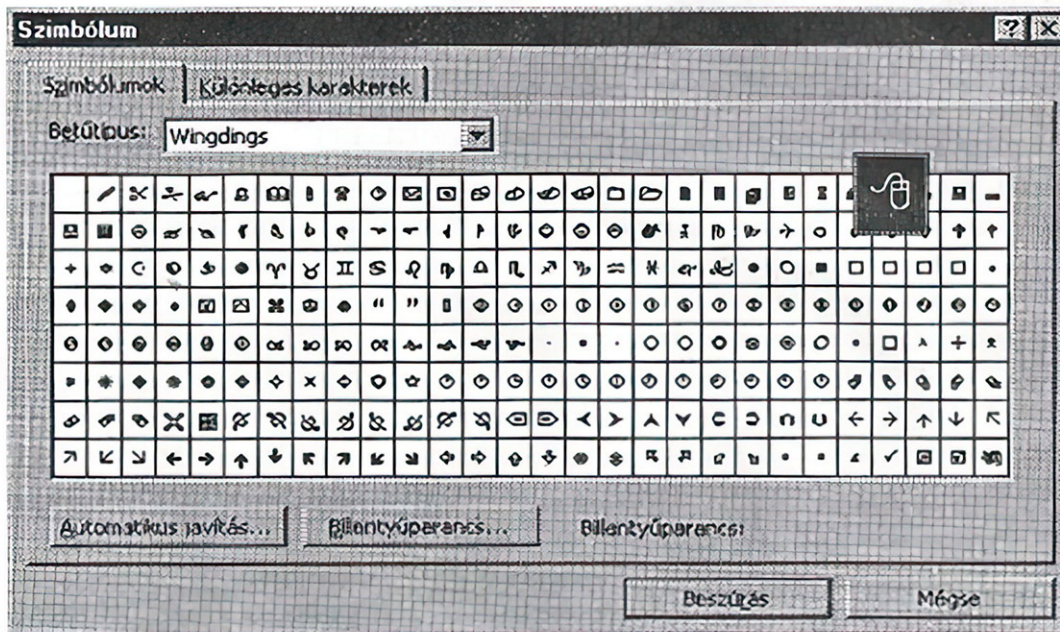 Szimbólum
Szimbólumok Különleges karakterek
Betűtípus: Wingdings
Automatikus javítás... Billentyűparancs... Billentyűparancs:
Beszúrás Mégse